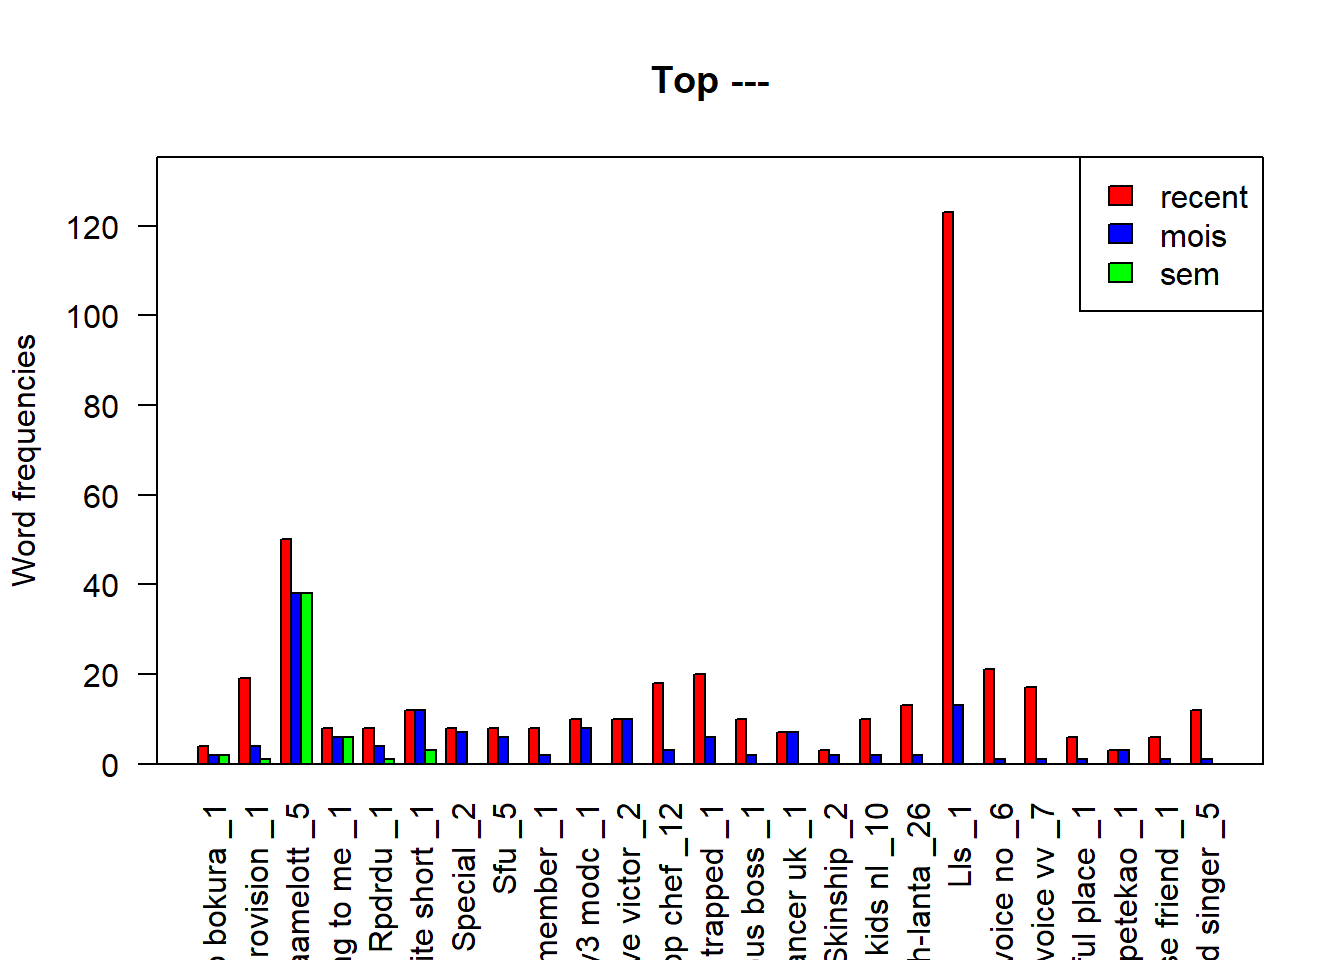 Top ---
recent
mois
sem
Word frequencies
120
100
80
60
40
20
0
bokura _1
rovision _1
aamelott _5
ng to me _1
Rpdrdu _1
ite short _1
Special _2
Sfu _5
member _1
v3 modc _1
ve victor _2
op chef _12
trapped _1
us boss _1
ancer uk _1
Skinship _2
kids nl _10
h-lanta _26
Lls _1
voice no _6
voice vv _7
ful place _1
petekao _1
se friend _1
d singer _5